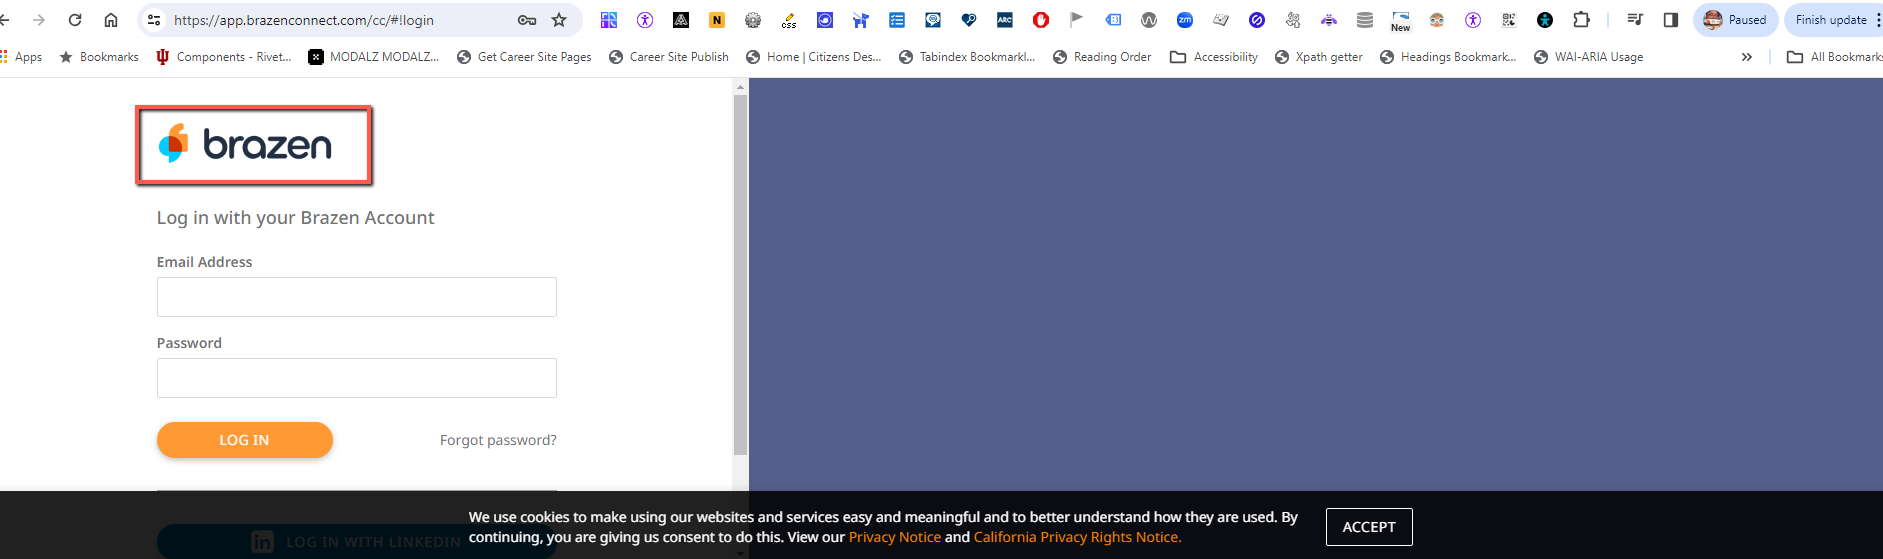 https://app.brazenconnect.com/cc/#!login
N
css
ARC
zm
New
Paused
Finish update
Apps
Bookmarks
Components - Rivet...
MODALZ MODALZ...
Get Career Site Pages
Career Site Publish
Home | Citizens Des...
Tabindex Bookmarkl...
Reading Order
Accessibility
Xpath getter
Headings Bookmark...
WAI-ARIA Usage
»
All Bookmarks
brazen
Log in with your Brazen Account
Email Address
Password
LOG IN
Forgot password?
in LOG IN WITH LINKEDIN
We use cookies to make using our websites and services easy and meaningful and to better understand how they are used. By
continuing, you are giving us consent to do this. View our Privacy Notice and California Privacy Rights Notice.
ACCEPT